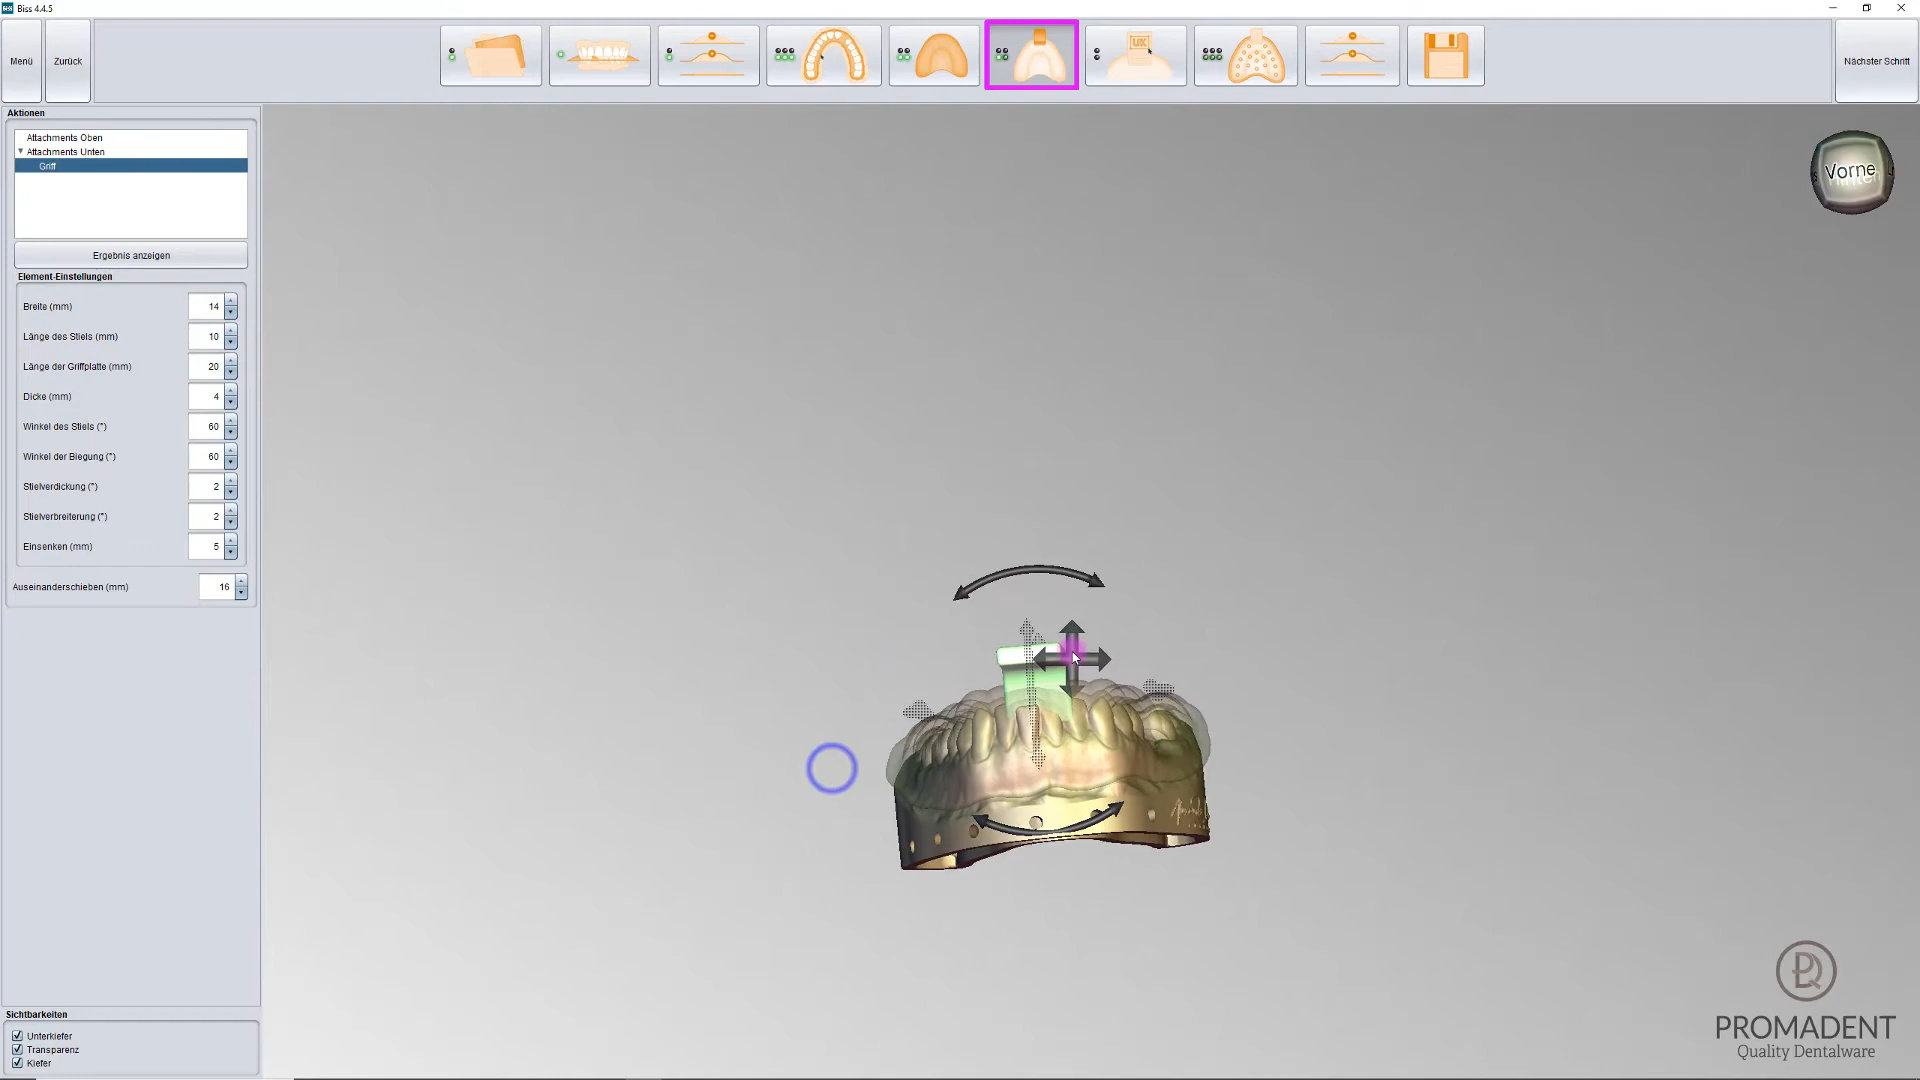 Biss 4.4.5
Menü
Zurück
UK
Nächster Schritt
Aktionen
Attachments Oben
Attachments Unten
Griff
Ergebnis anzeigen
Element-Einstellungen
Breite (mm) 14
Länge des Stiels (mm) 10
Länge der Griffplatte (mm) 20
Dicke (mm) 4
Winkel des Stiels (°) 60
Winkel der Biegung (°) 60
Stielverdickung (°) 2
Stielverbreiterung (°) 2
Einsenken (mm) 5
Auseinanderschieben (mm) 16
Vorne
Sichtbarkeiten
Unterkiefer
Transparenz
Kiefer
PROMADENT
Quality Dentalware